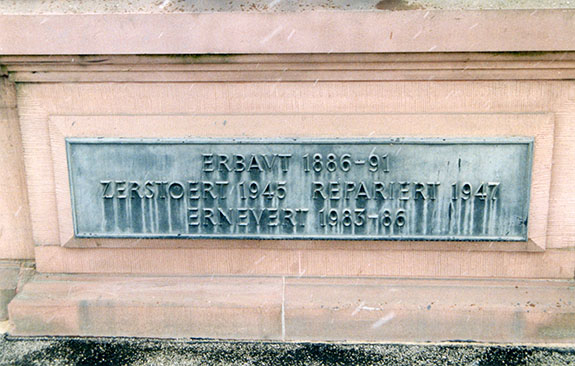 ERBAVT 1886-91
ZERSTOERT 1945 REPARIERT 1947
ERNEVERT 1983-86